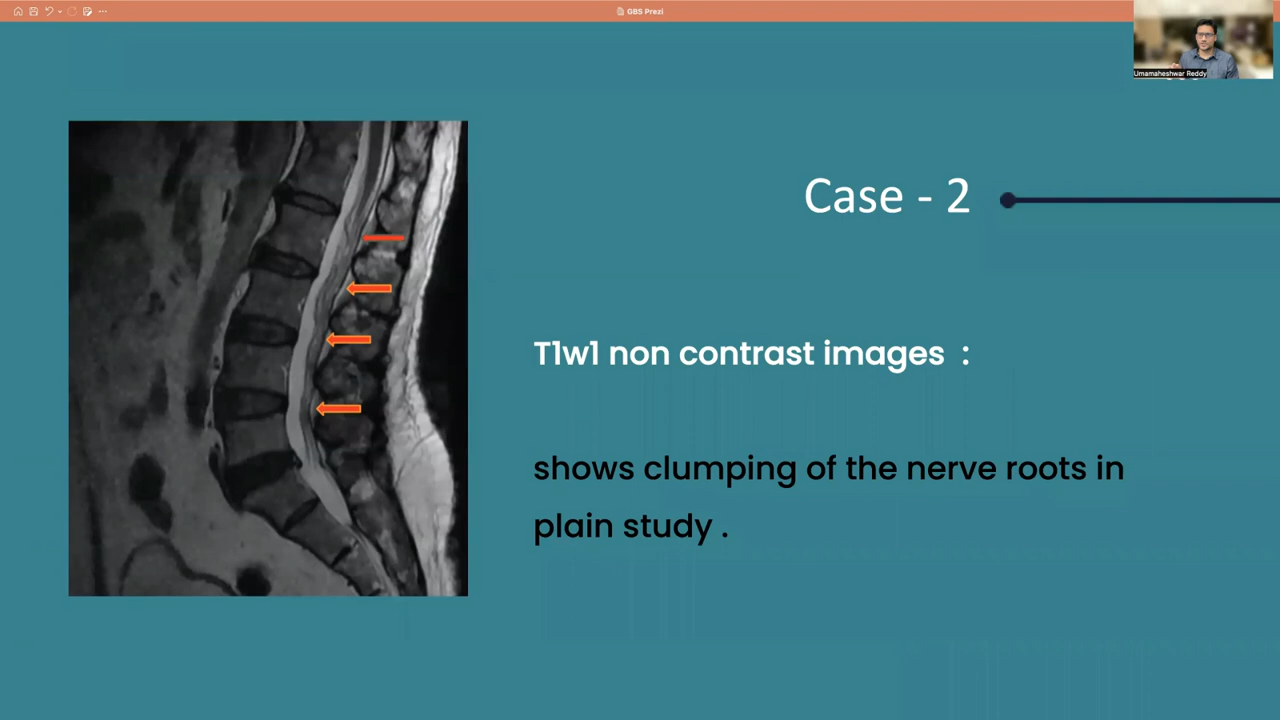 GBS Prezi
Umamaheshwar Reddy
Case - 2
T1w1 non contrast images :
shows clumping of the nerve roots in
plain study .